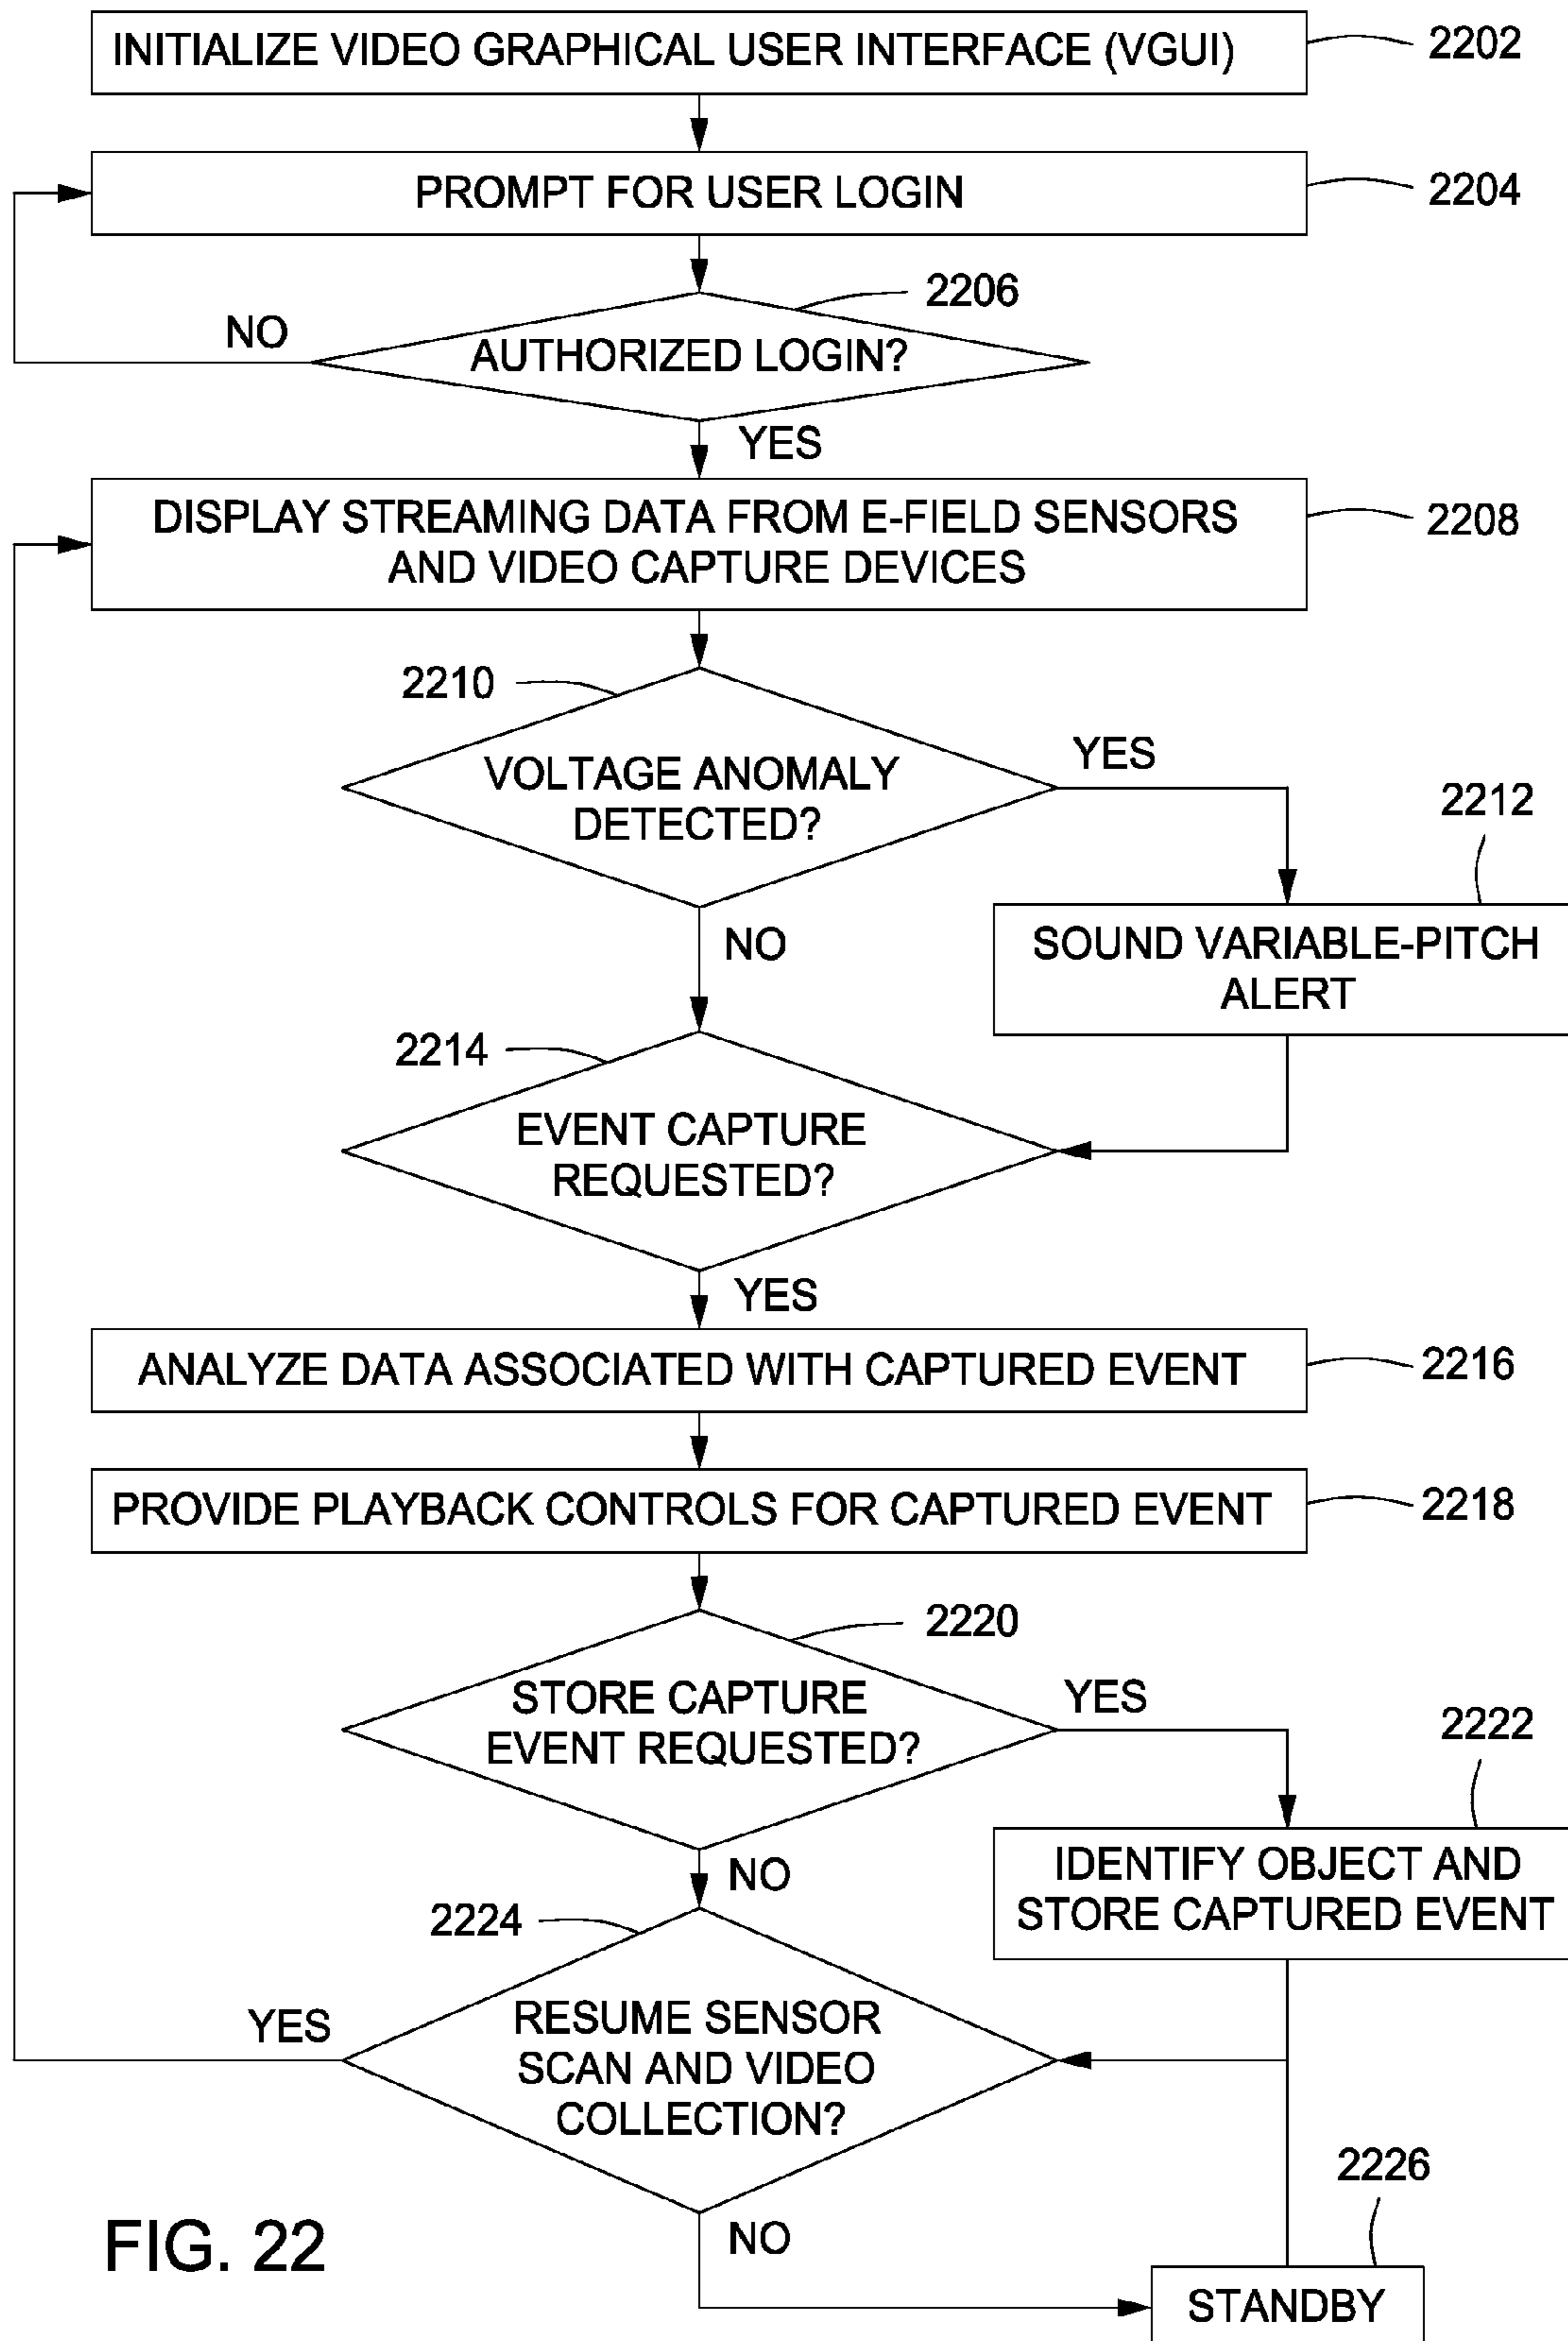 INITIALIZE VIDEO GRAPHICAL USER INTERFACE (VGUI)
2202
PROMPT FOR USER LOGIN
2204
2206
NO
AUTHORIZED LOGIN?
YES
DISPLAY STREAMING DATA FROM E-FIELD SENSORS
AND VIDEO CAPTURE DEVICES
2208
2210
VOLTAGE ANOMALY
DETECTED?
YES
2212
NO
SOUND VARIABLE-PITCH
ALERT
2214
EVENT CAPTURE
REQUESTED?
YES
ANALYZE DATA ASSOCIATED WITH CAPTURED EVENT
2216
PROVIDE PLAYBACK CONTROLS FOR CAPTURED EVENT
2218
2220
STORE CAPTURE
EVENT REQUESTED?
YES
2222
NO
IDENTIFY OBJECT AND
STORE CAPTURED EVENT
2224
YES
RESUME SENSOR
SCAN AND VIDEO
COLLECTION?
2226
NO
STANDBY
FIG. 22